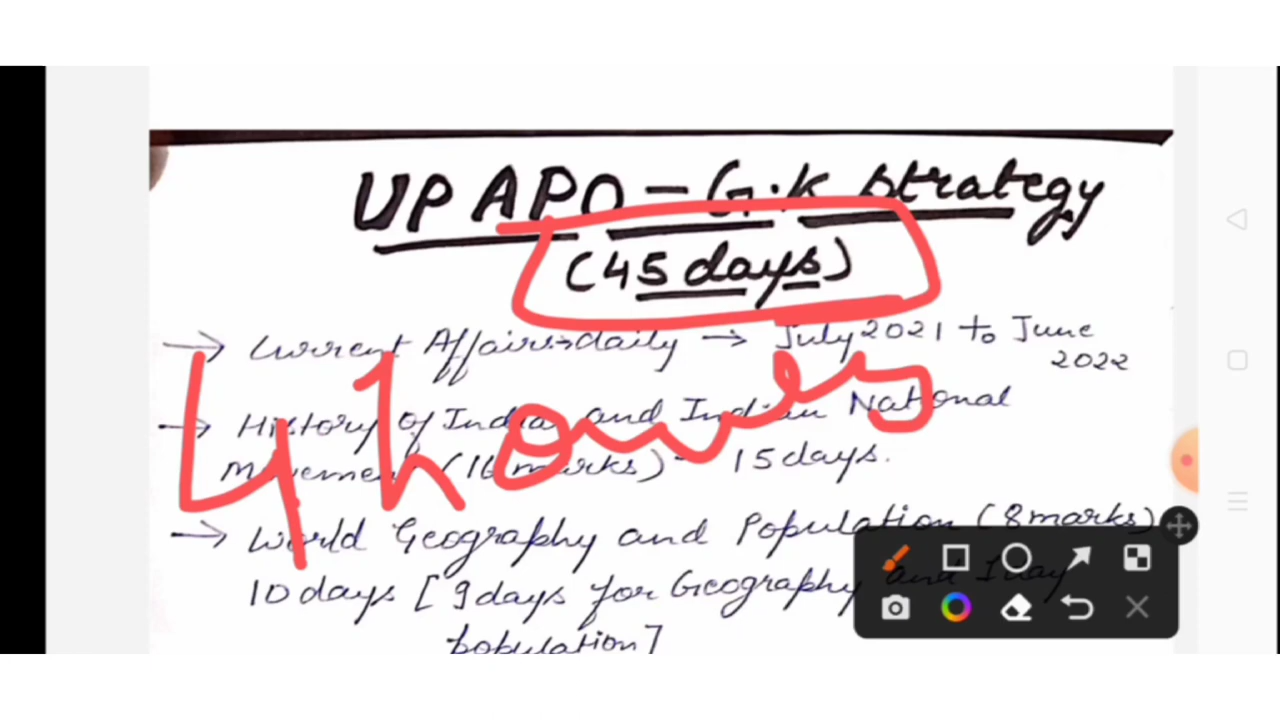 UP APO - G.K Strategy
(45 days)
→ Current Affairs → daily → July 2021 to June
2022
→ History of India and Indian National
Movement (16 marks) - 15 days.
4 hours
→ World Geography and Population (8 marks)
10 days [9 days for Geography and 1 day
population]